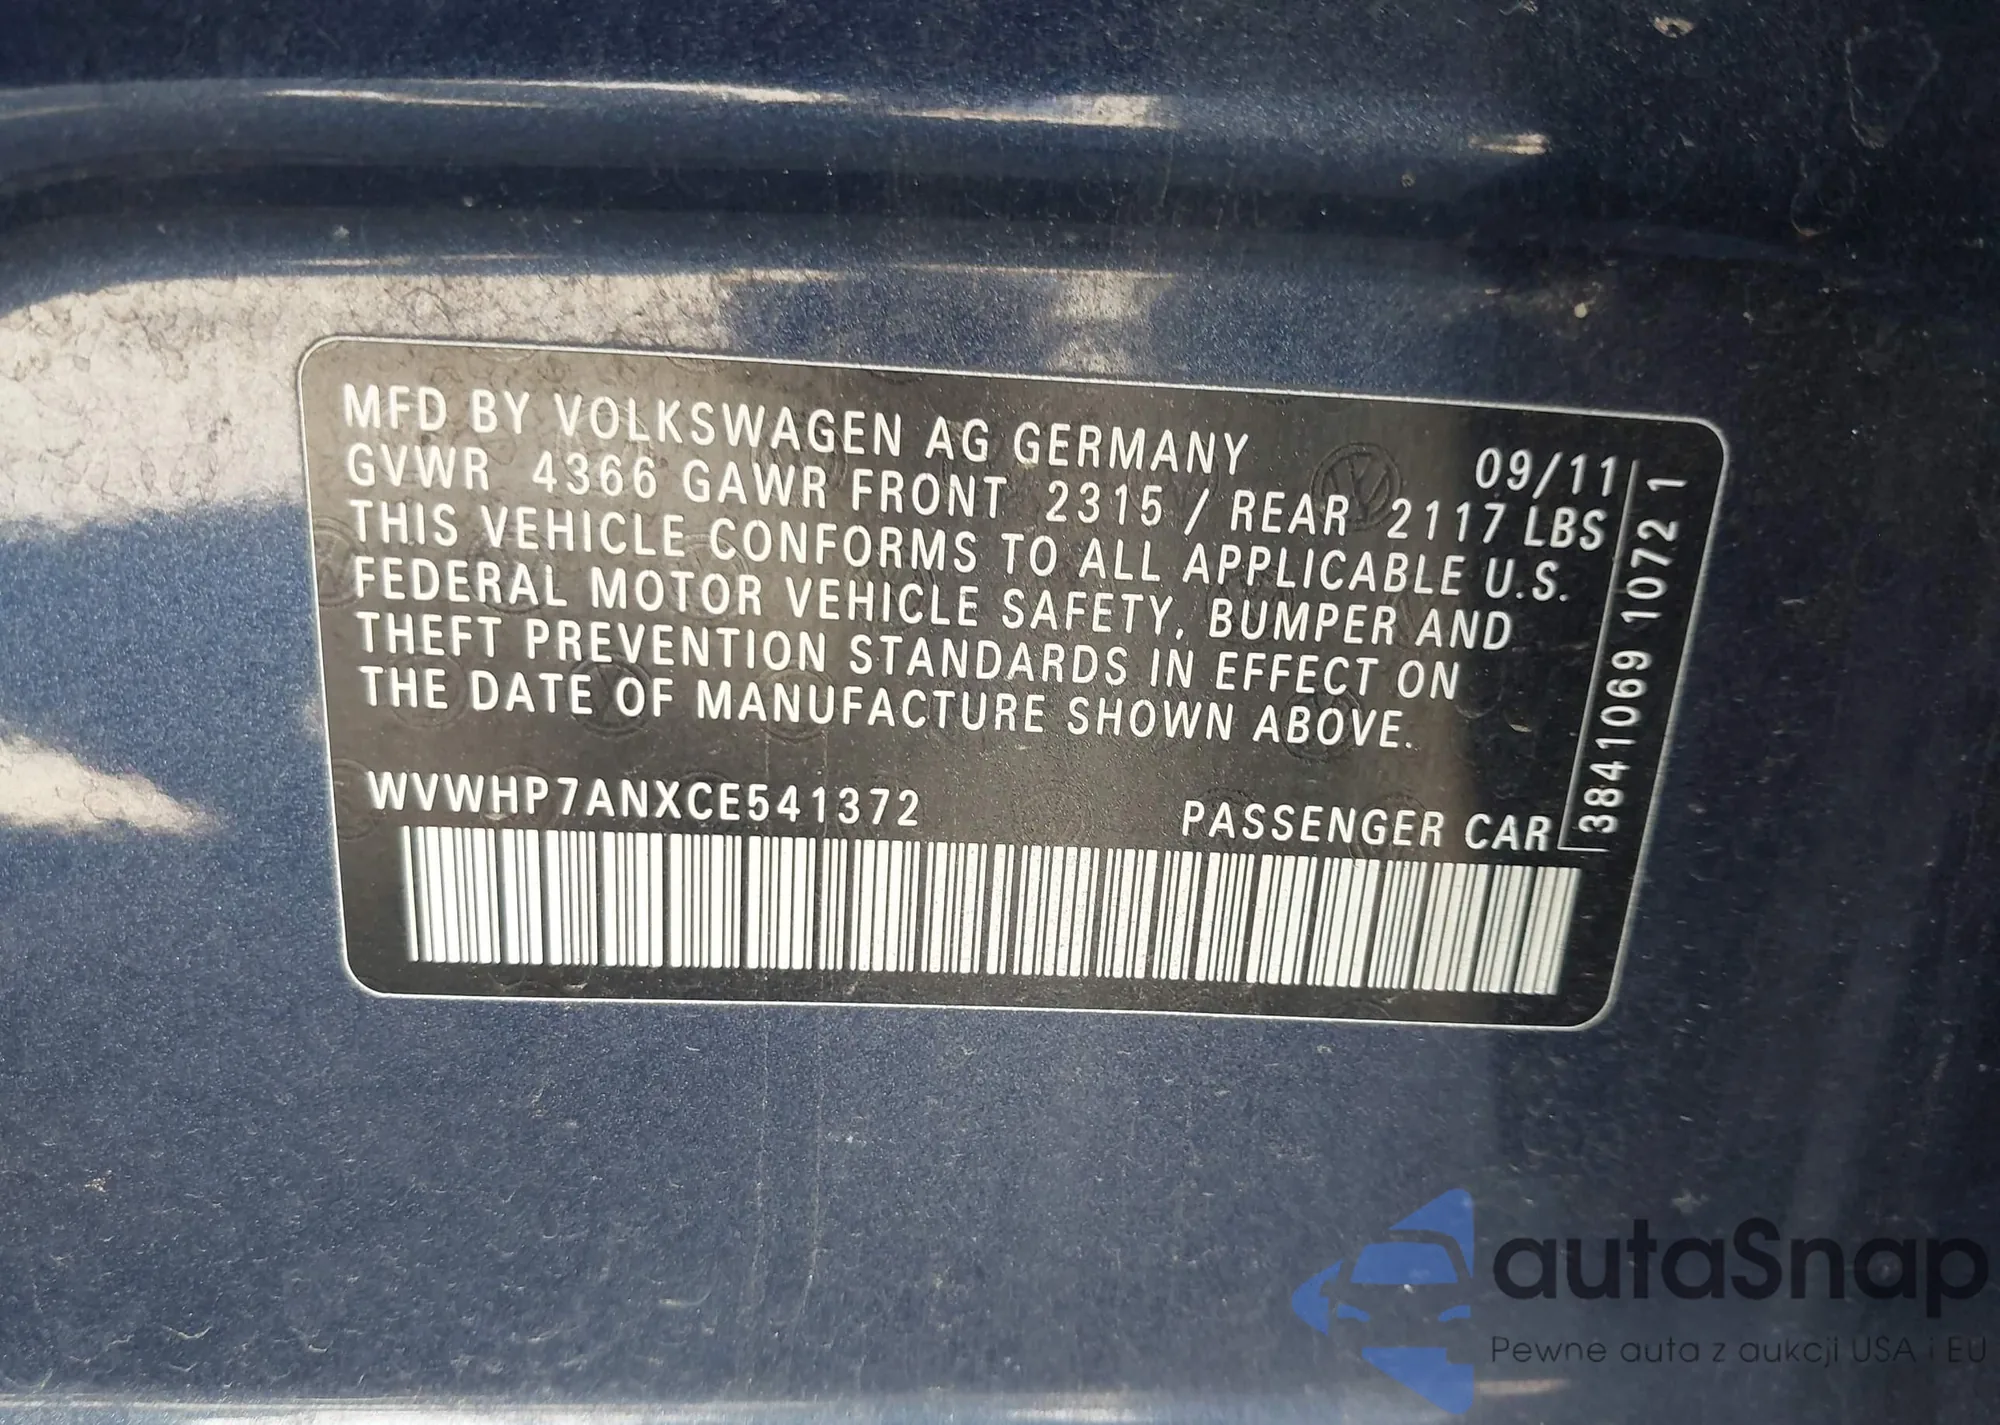 MFD BY VOLKSWAGEN AG GERMANY 09/11
GVWR 4366 GAWR FRONT 2315 / REAR 2117 LBS
THIS VEHICLE CONFORMS TO ALL APPLICABLE U.S.
FEDERAL MOTOR VEHICLE SAFETY, BUMPER AND
THEFT PREVENTION STANDARDS IN EFFECT ON
THE DATE OF MANUFACTURE SHOWN ABOVE.
WVWHP7ANXCE541372 PASSENGER CAR
3841069 1072 1
autaSnap
Pewne auta z aukcji USA i EU